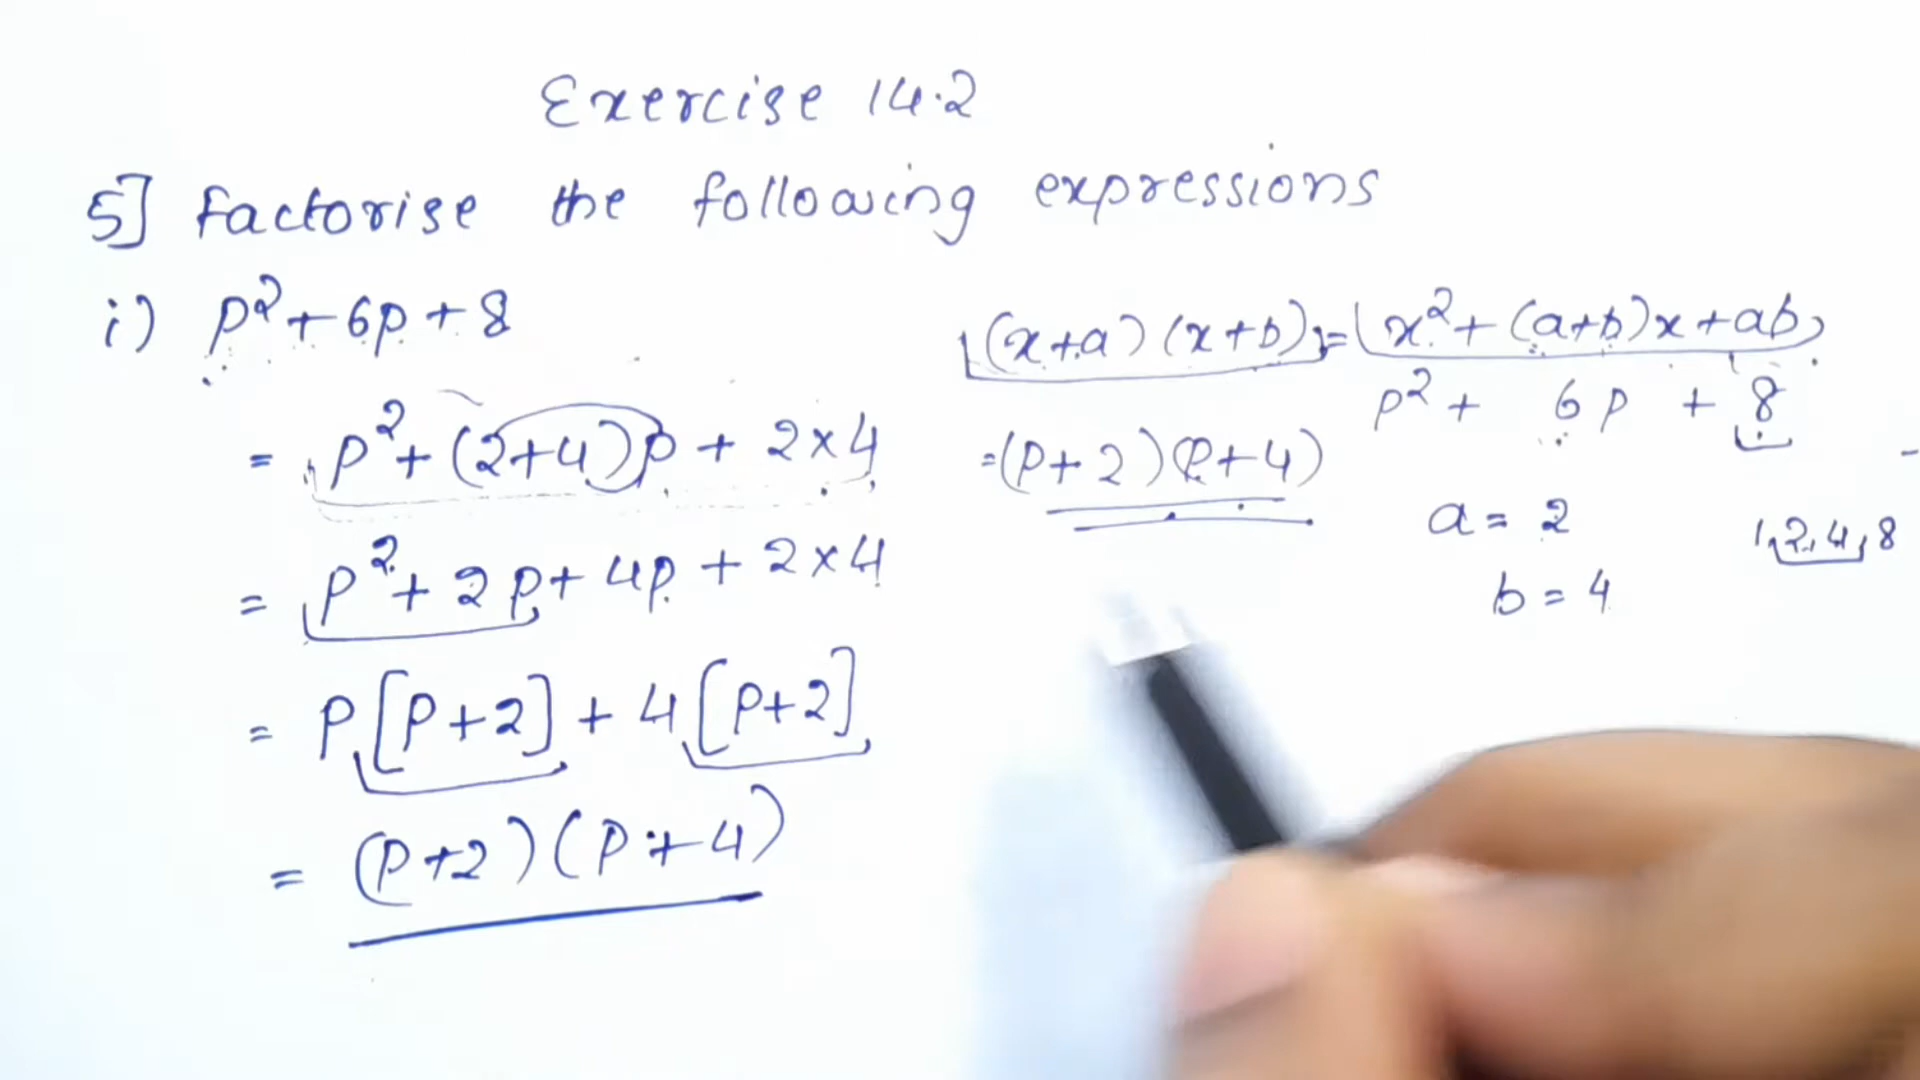 Exercise 14.2
5] Factorise the following expressions
i) p²+6p+8
= p²+(2+4)p+2×4
= p²+2p+4p+2×4
= p[p+2]+4[p+2]
= (p+2)(p+4)
(x+a)(x+b)=x²+(a+b)x+ab
p²+ 6p + 8
=(p+2)(p+4)
a=2
b=4
1,2,4,8